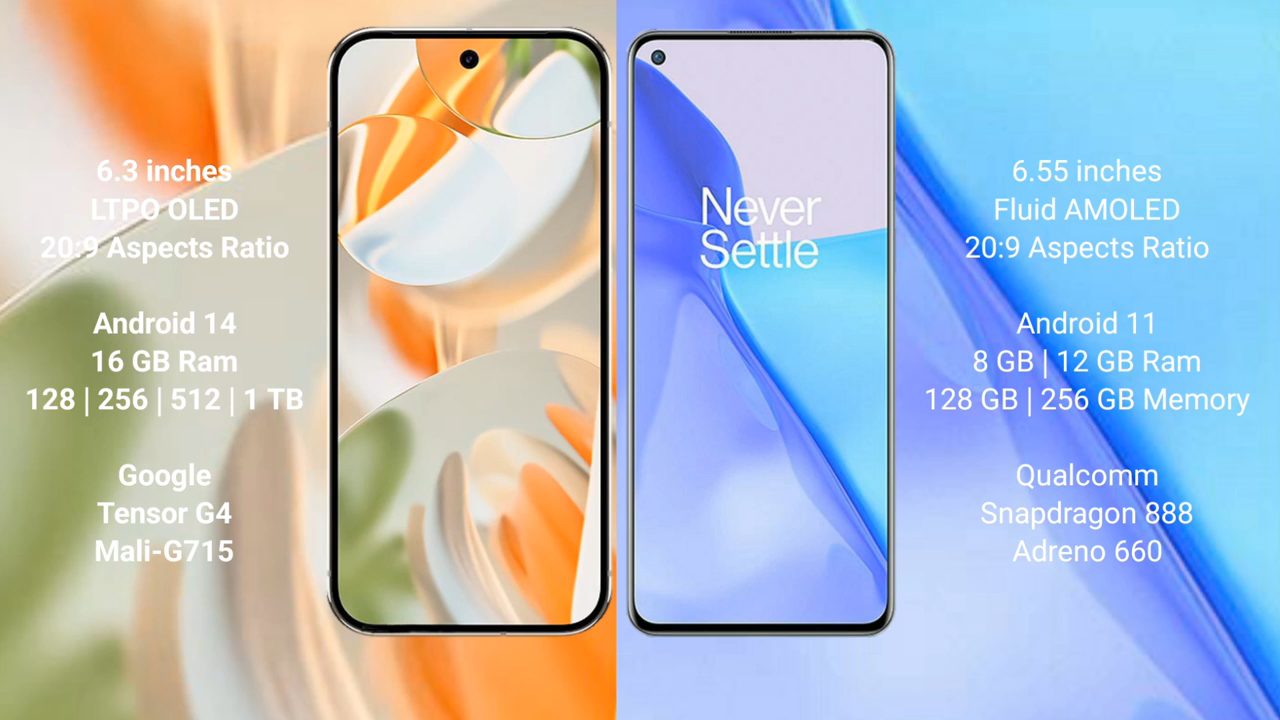 6.3 inches
LTPO OLED
20:9 Aspects Ratio
Android 14
16 GB Ram
128 | 256 | 512 | 1 TB
Google
Tensor G4
Mali-G715
Never
Settle
6.55 inches
Fluid AMOLED
20:9 Aspects Ratio
Android 11
8 GB | 12 GB Ram
128 GB | 256 GB Memory
Qualcomm
Snapdragon 888
Adreno 660